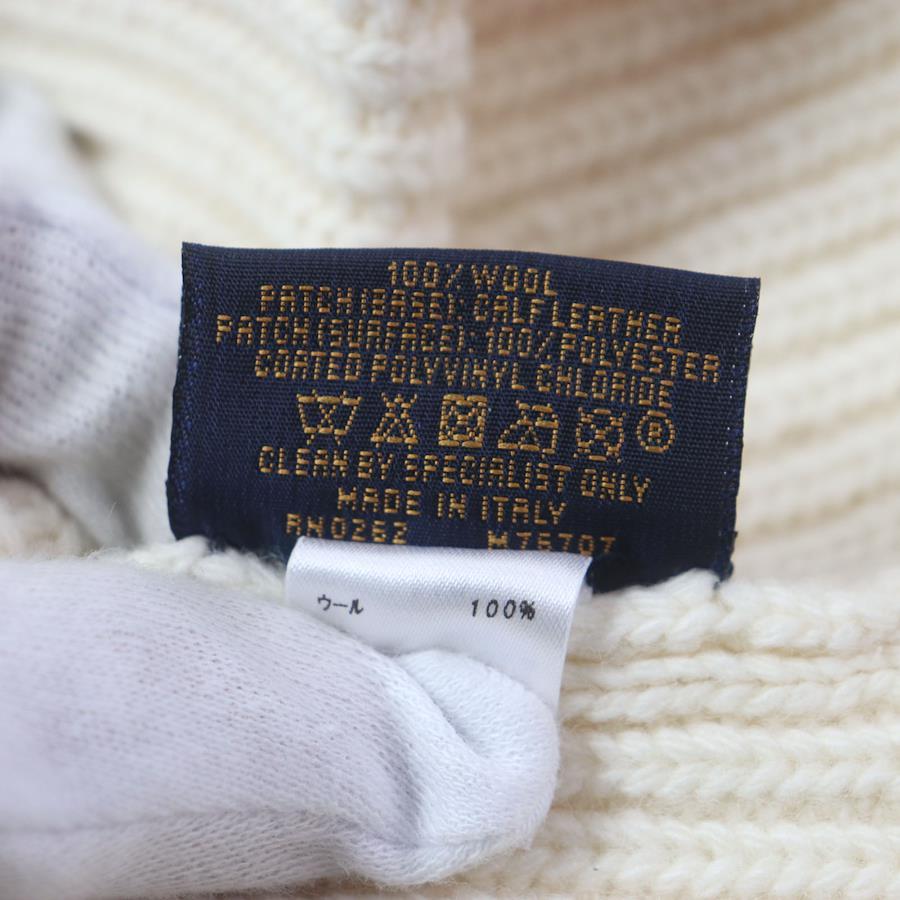 100% WOOL
PATCH (BASE): CALF LEATHER
PATCH (SURFACE): 100% POLYESTER
COATED POLYVINYL CHLORIDE
®
CLEAN BY SPECIALIST ONLY
MADE IN ITALY
RN0262 M76707
ウール 100%